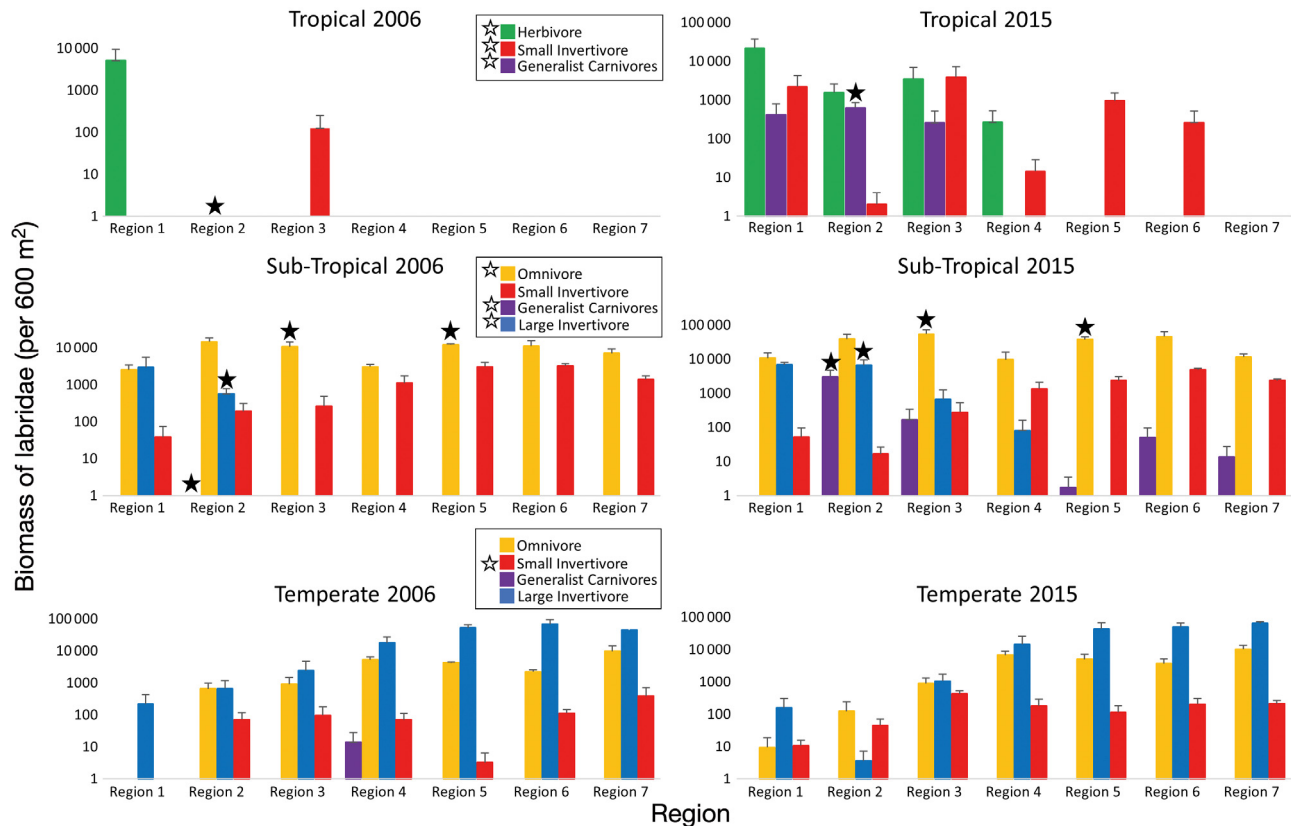 Tropical 2006
Herbivore
Small Invertivore
Generalist Carnivores
10 000
1000
100
10
1
Region 1 Region 2 Region 3 Region 4 Region 5 Region 6 Region 7
Tropical 2015
100 000
10 000
1000
100
10
1
Region 1 Region 2 Region 3 Region 4 Region 5 Region 6 Region 7
Biomass of labridae (per 600 m²)
Sub-Tropical 2006
Omnivore
Small Invertivore
Generalist Carnivores
Large Invertivore
10 000
1000
100
10
1
Region 1 Region 2 Region 3 Region 4 Region 5 Region 6 Region 7
Sub-Tropical 2015
100 000
10 000
1000
100
10
1
Region 1 Region 2 Region 3 Region 4 Region 5 Region 6 Region 7
Temperate 2006
Omnivore
Small Invertivore
Generalist Carnivores
Large Invertivore
100 000
10 000
1000
100
10
1
Region 1 Region 2 Region 3 Region 4 Region 5 Region 6 Region 7
Temperate 2015
100 000
10 000
1000
100
10
1
Region 1 Region 2 Region 3 Region 4 Region 5 Region 6 Region 7
Region